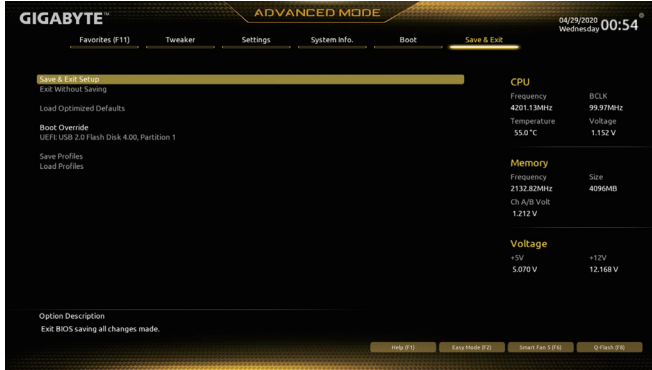 GIGABYTE™
ADVANCED MODE
04/29/2020
Wednesday
00:54
Favorites (F11) Tweaker Settings System Info. Boot Save & Exit
Save & Exit Setup
Exit Without Saving
Load Optimized Defaults
Boot Override
UEFI: USB 2.0 Flash Disk 4.00, Partition 1
Save Profiles
Load Profiles
CPU
Frequency BCLK
4201.13MHz 99.97MHz
Temperature Voltage
55.0 °C 1.152 V
Memory
Frequency Size
2132.82MHz 4096MB
Ch A/B Volt
1.212 V
Voltage
+5V +12V
5.070 V 12.168 V
Option Description
Exit BIOS saving all changes made.
Help (F1) Easy Mode (F2) Smart Fan 5 (F6) Q-Flash (F8)